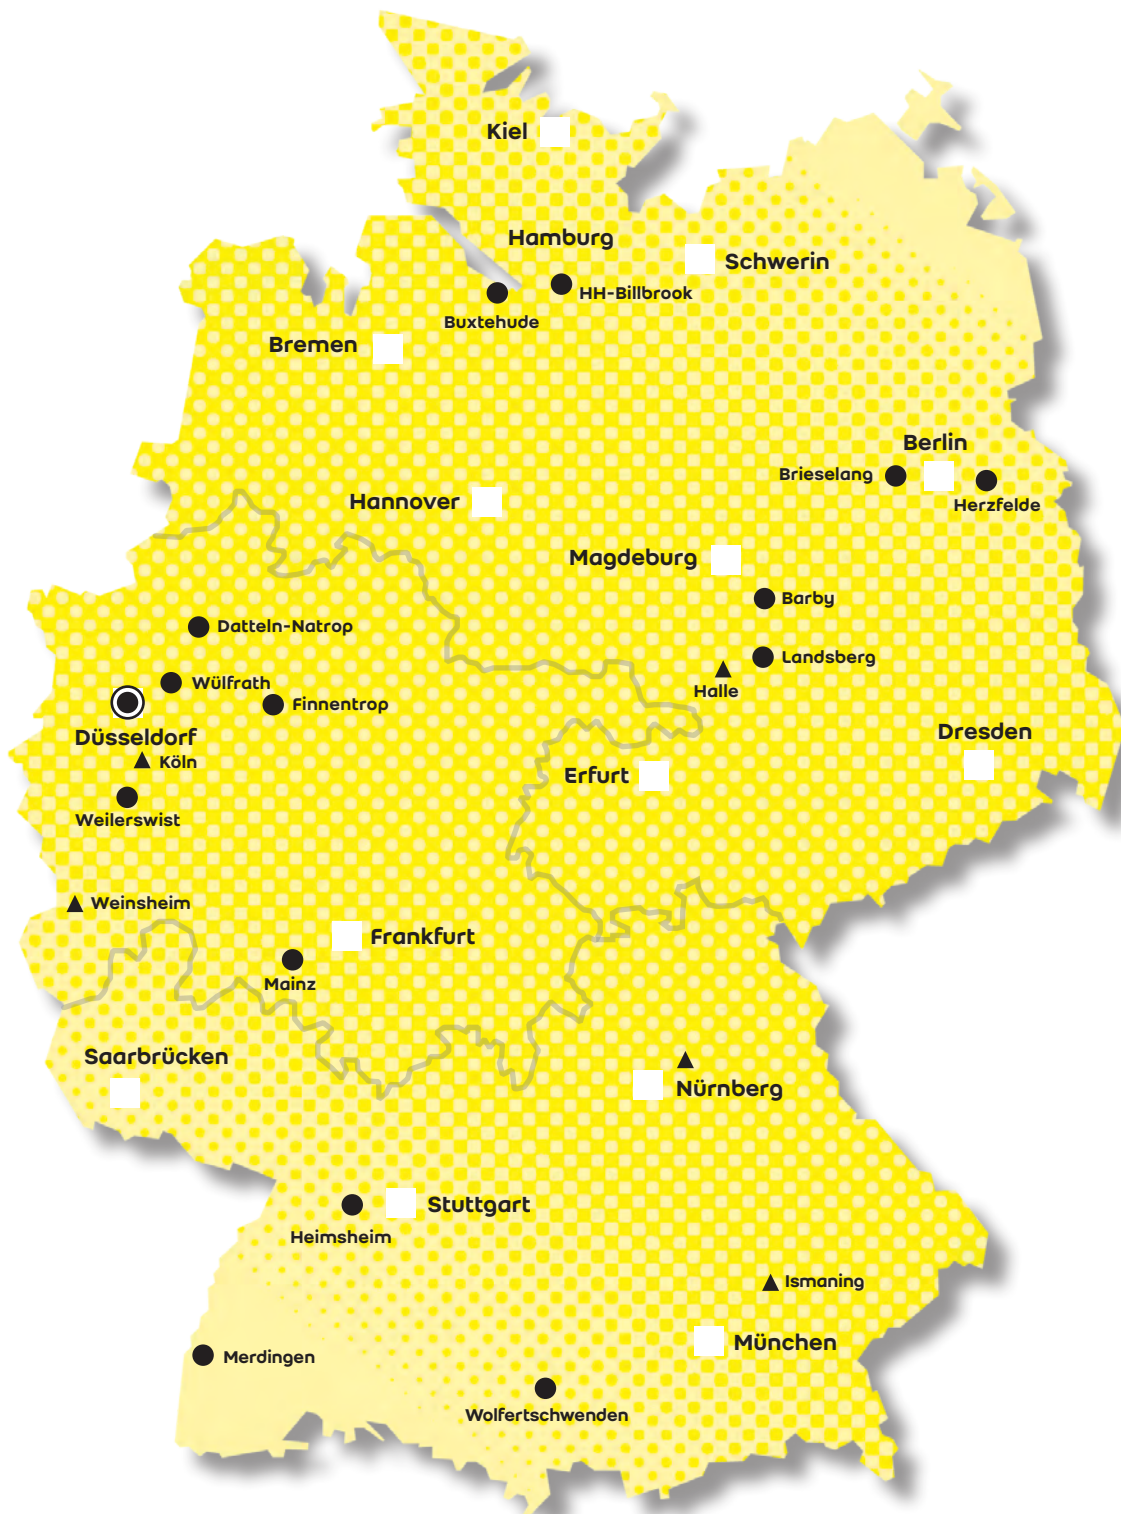 Kiel
Hamburg
Schwerin
HH-Billbrook
Buxtehude
Bremen
Berlin
Brieselang
Hannover
Herzfelde
Magdeburg
Barby
Datteln-Natrop
Landsberg
Wülfrath
Halle
Finnentrop
Düsseldorf
Dresden
Köln
Erfurt
Weilerswist
Weinsheim
Frankfurt
Mainz
Saarbrücken
Nürnberg
Stuttgart
Heimsheim
Ismaning
München
Merdingen
Wolfertschwenden